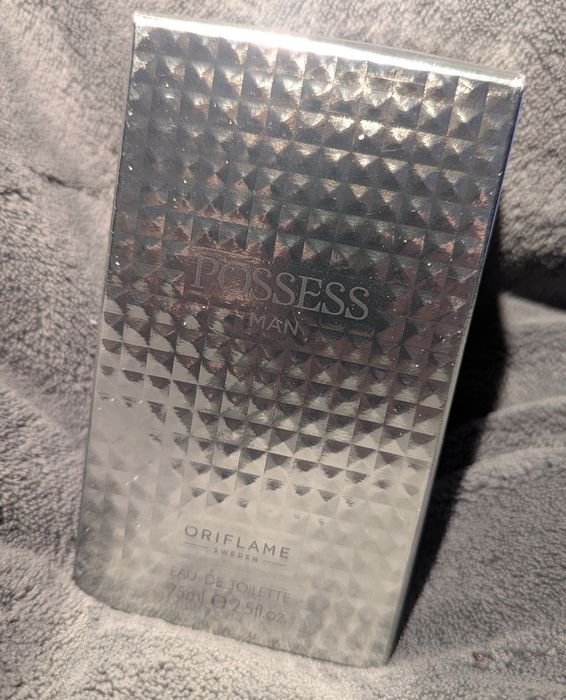 POSSESS
MAN
ORIFLAME
SWEDEN
EAU DE TOILETTE
75ml ℮ 2.5fl.oz.